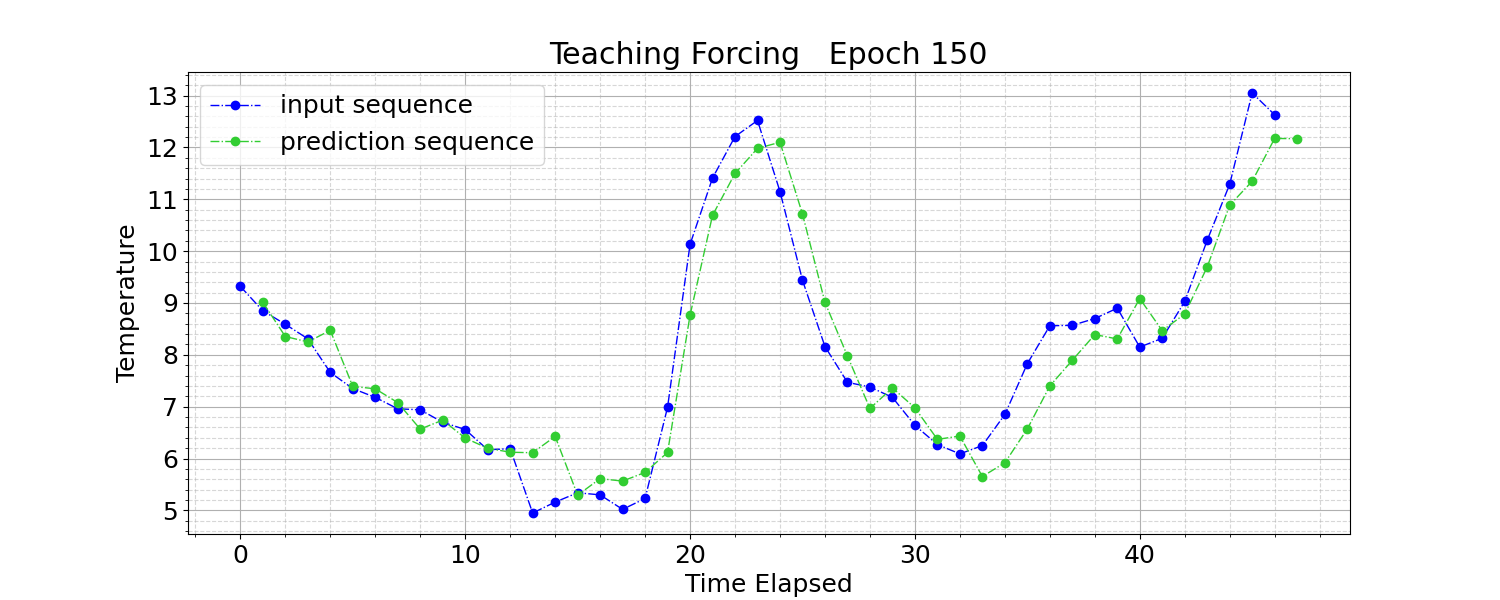 Teaching Forcing   Epoch 150
input sequence
prediction sequence
13
12
11
10
9
8
7
6
5
Temperature
0
10
20
30
40
Time Elapsed